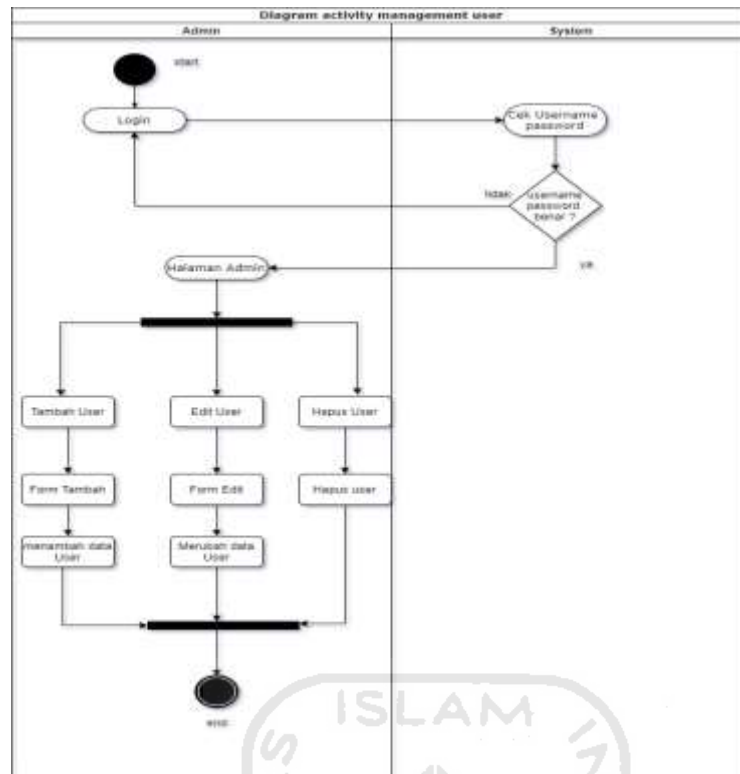 Diagram activity management user
Admin
System
start
Login
Cek Username
password
username
password
benar ?
tidak
Halaman Admin
ya
Tambah User
Edit User
Hapus User
Form Tambah
Form Edit
Hapus user
menambah data
User
Merubah data
User
end
ISLAM